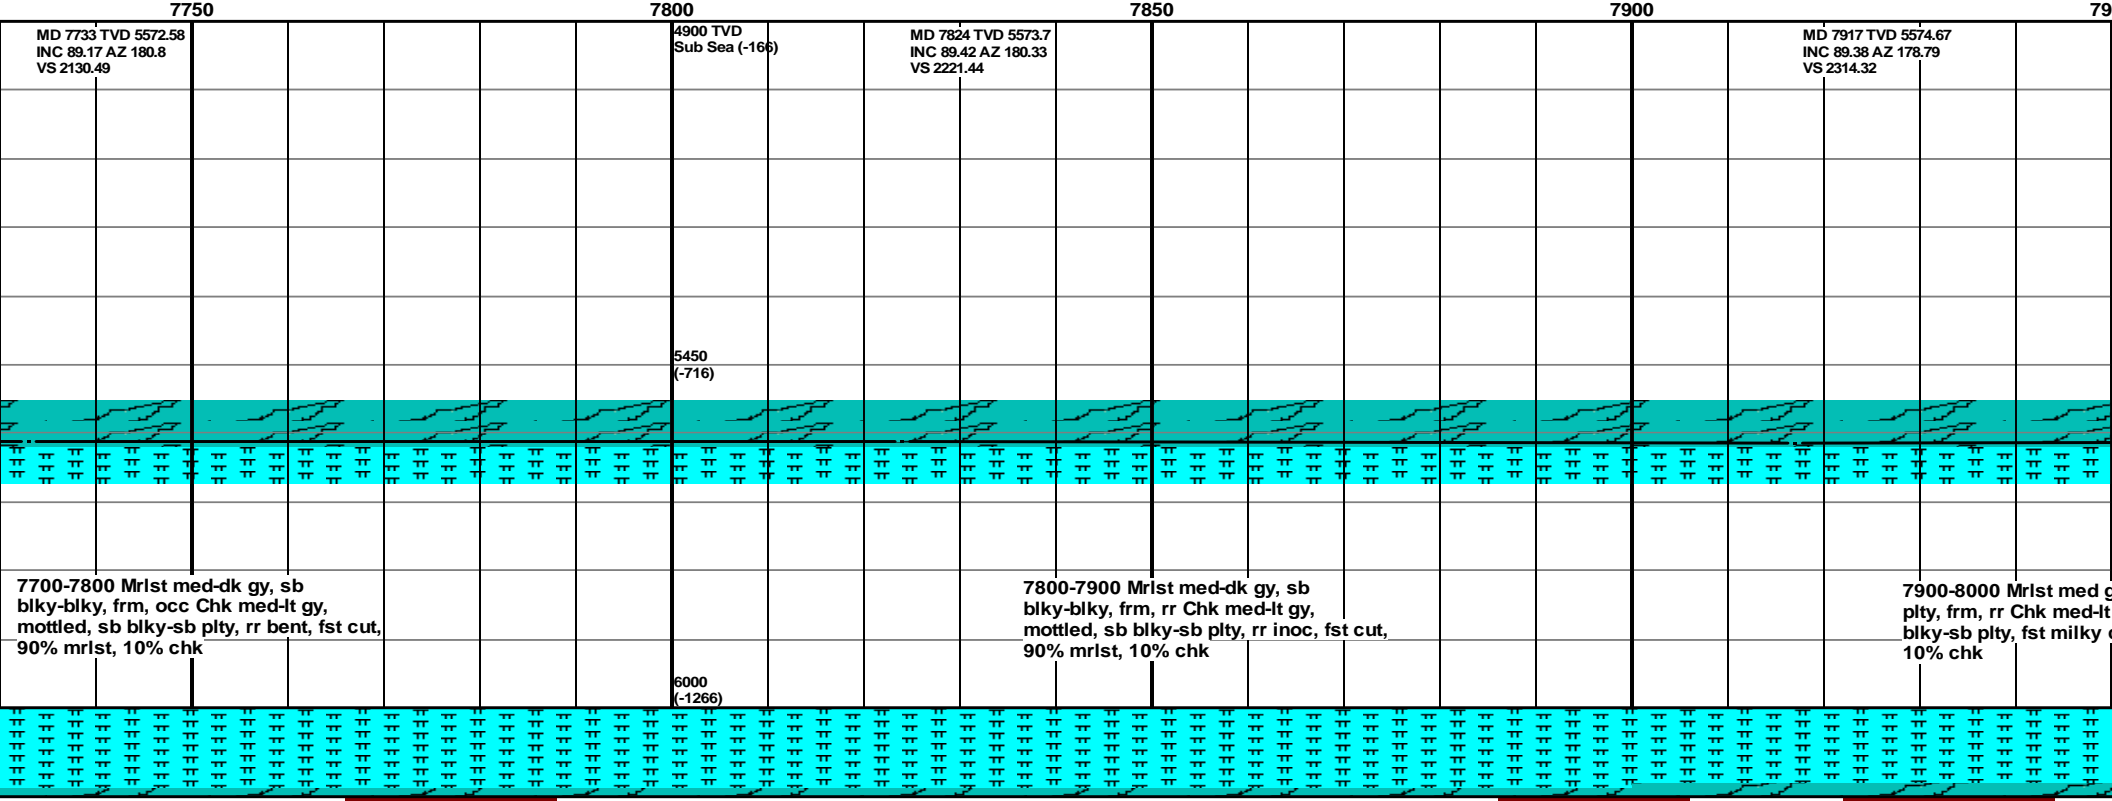 7750
7800
7850
7900
79
MD 7733 TVD 5572.58
INC 89.17 AZ 180.8
VS 2130.49
4900 TVD
Sub Sea (-166)
MD 7824 TVD 5573.7
INC 89.42 AZ 180.33
VS 2221.44
MD 7917 TVD 5574.67
INC 89.38 AZ 178.79
VS 2314.32
5450
(-716)
7700-7800 Mrlst med-dk gy, sb
blky-blky, frm, occ Chk med-lt gy,
mottled, sb blky-sb plty, rr bent, fst cut,
90% mrlst, 10% chk
7800-7900 Mrlst med-dk gy, sb
blky-blky, frm, rr Chk med-lt gy,
mottled, sb blky-sb plty, rr inoc, fst cut,
90% mrlst, 10% chk
7900-8000 Mrlst med g
plty, frm, rr Chk med-lt
blky-sb plty, fst milky c
10% chk
6000
(-1266)